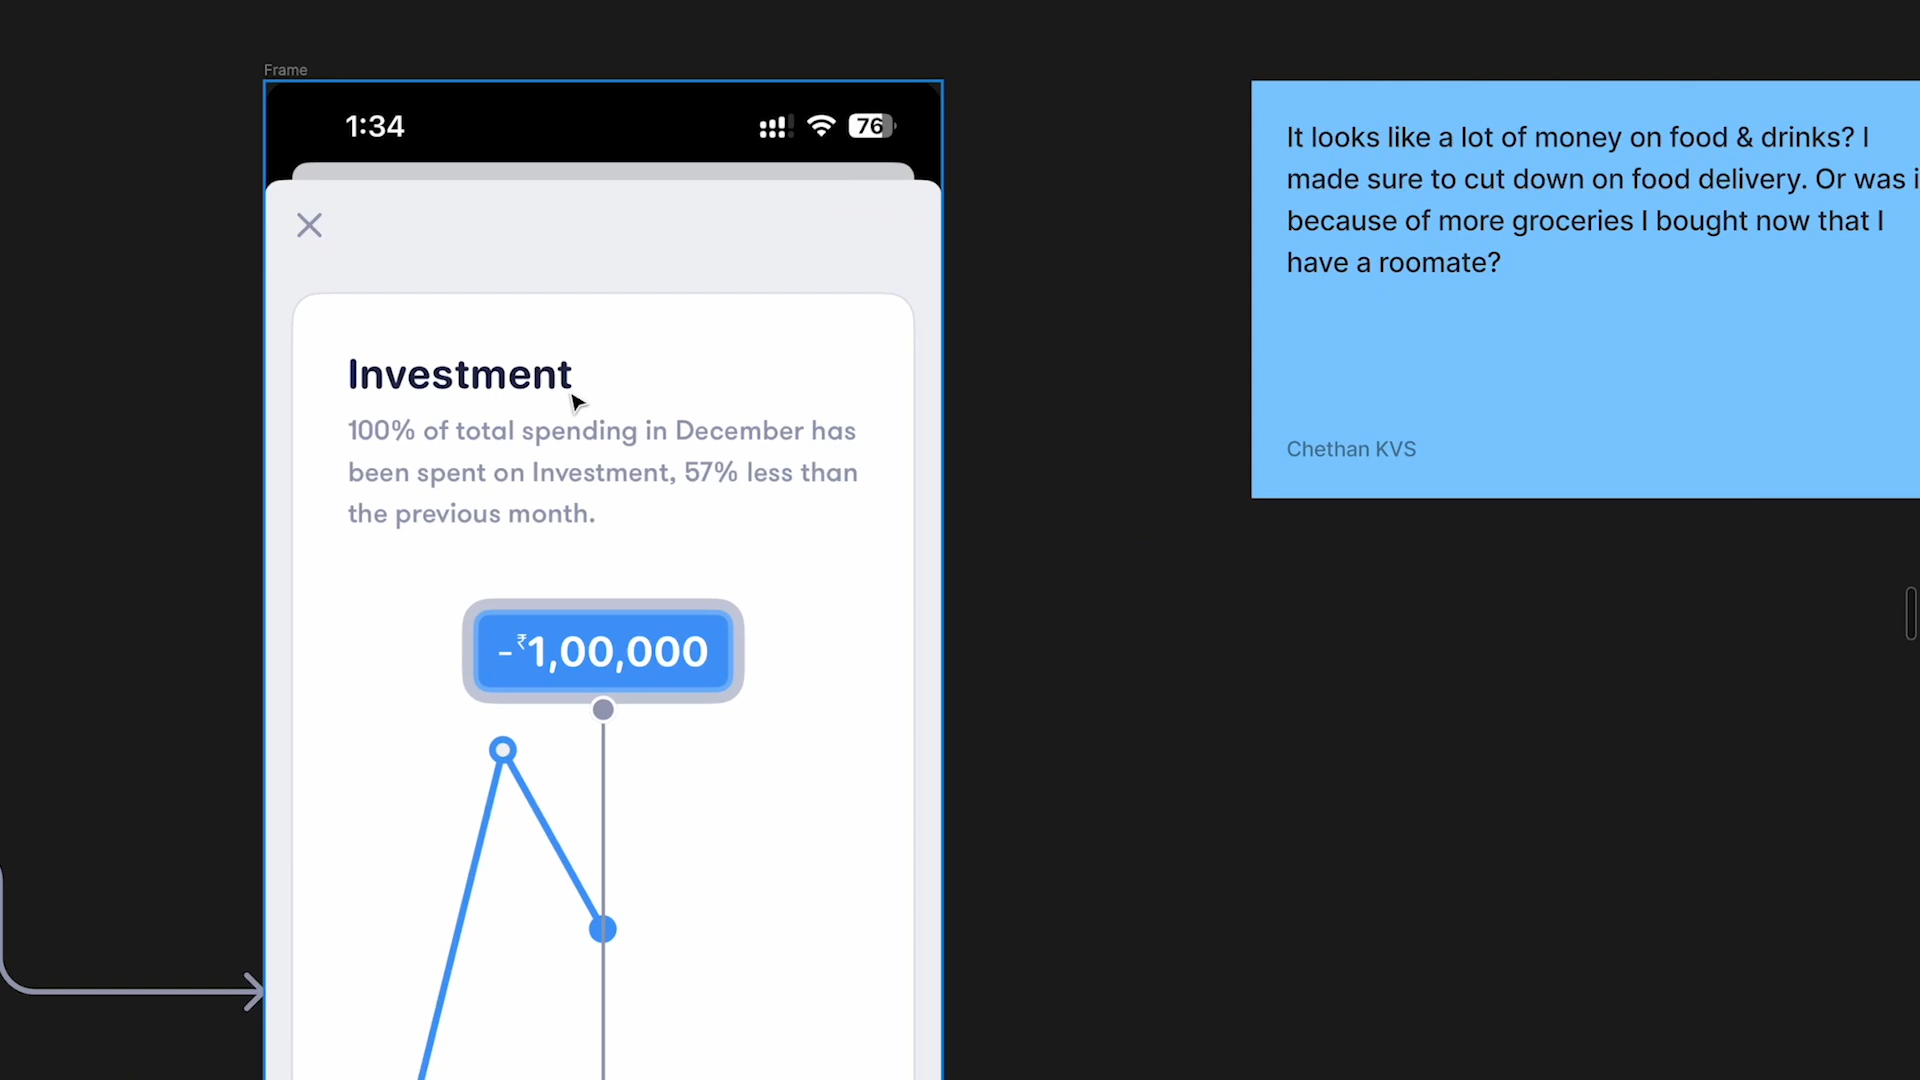 Frame
1:34
76
Investment
100% of total spending in December has
been spent on Investment, 57% less than
the previous month.
-₹1,00,000
It looks like a lot of money on food & drinks? I
made sure to cut down on food delivery. Or was i
because of more groceries I bought now that I
have a roomate?
Chethan KVS